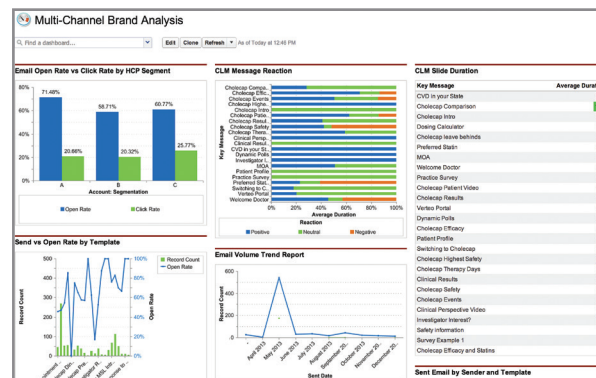 Multi-Channel Brand Analysis
Find a dashboard...
Edit Clone Refresh As of Today at 12:46 PM
Email Open Rate vs Click Rate by HCP Segment
80%
60%
40%
20%
0%
71.48%
20.86%
58.71%
20.32%
60.77%
25.77%
A B C
Account: Segmentation
Open Rate Click Rate
CLM Message Reaction
Key Message
Cholecap Compa...
Cholecap Effic...
Cholecap Events
Cholecap Highe...
Cholecap Intro
Cholecap Patie...
Cholecap Resul...
Cholecap Safety
Cholecap Thera...
Clinical Persp...
Clinical Resul...
CVD in your St...
Dynamic Polls
Investigator I...
MOA
Patient Profile
Practice Survey
Preferred Stat...
Switching to C...
Verteo Portal
Welcome Doctor
0% 20% 40% 60% 80% 100%
Average Duration
Reaction
Positive Neutral Negative
CLM Slide Duration
Key Message Average Durat
CVD in your State
Cholecap Comparison
Cholecap Intro
Dosing Calculator
Cholecap leave behinds
Preferred Statin
MOA
Welcome Doctor
Practice Survey
Cholecap Patient Video
Cholecap Results
Verteo Portal
Dynamic Polls
Cholecap Efficacy
Patient Profile
Switching to Cholecap
Cholecap Highest Safety
Cholecap Therapy Days
Clinical Results
Cholecap Safety
Cholecap Events
Clinical Perspective Video
Investigator Interest?
Safety information
Survey Example 1
Cholecap Efficacy and Statins
Send vs Open Rate by Template
Record Count
Open Rate
500
400
300
200
100
0
100%
80%
60%
40%
20%
.0%
Record Count
Open Rate
Email Volume Trend Report
Record Count
600
400
200
0
April 2013
May 2013
June 2013
July 2013
August 2013
September 20..
October 2013
November 20..
December 20..
Sent Date
Sent Email by Sender and Template